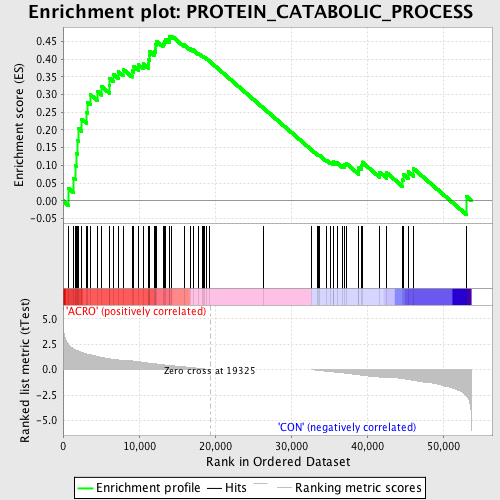 Enrichment plot: PROTEIN_CATABOLIC_PROCESS
Enrichment score (ES)
0.45
0.40
0.35
0.30
0.25
0.20
0.15
0.10
0.05
0.00
-0.05
'ACRO' (positively correlated)
Ranked list metric (tTest)
5.0
2.5
0.0
-2.5
-5.0
Zero cross at 19325
'CON' (negatively correlated)
0
10,000
20,000
30,000
40,000
50,000
Rank in Ordered Dataset
Enrichment profile
Hits
Ranking metric scores